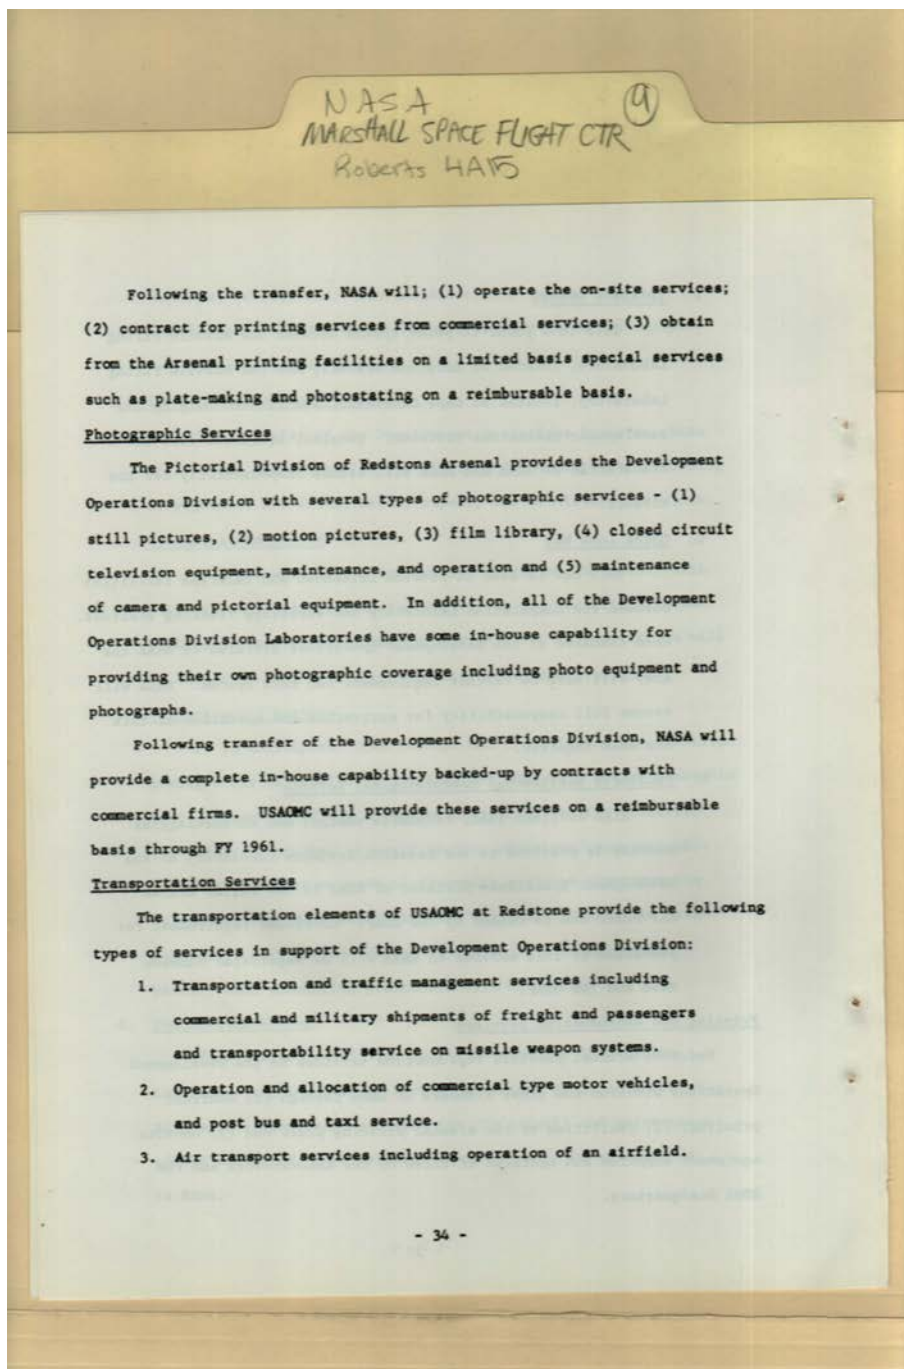 NASA
9
MARSHALL SPACE FLIGHT CTR
Roberts 4A15
Following the transfer, NASA will; (1) operate the on-site services;
(2) contract for printing services from commercial services; (3) obtain
from the Arsenal printing facilities on a limited basis special services
such as plate-making and photostating on a reimbursable basis.
Photographic Services
The Pictorial Division of Redstons Arsenal provides the Development
Operations Division with several types of photographic services - (1)
still pictures, (2) motion pictures, (3) film library, (4) closed circuit
television equipment, maintenance, and operation and (5) maintenance
of camera and pictorial equipment. In addition, all of the Development
Operations Division Laboratories have some in-house capability for
providing their own photographic coverage including photo equipment and
photographs.
Following transfer of the Development Operations Division, NASA will
provide a complete in-house capability backed-up by contracts with
commercial firms. USAOMC will provide these services on a reimbursable
basis through FY 1961.
Transportation Services
The transportation elements of USAOMC at Redstone provide the following
types of services in support of the Development Operations Division:
1. Transportation and traffic management services including
commercial and military shipments of freight and passengers
and transportability service on missile weapon systems.
2. Operation and allocation of commercial type motor vehicles,
and post bus and taxi service.
3. Air transport services including operation of an airfield.
- 34 -